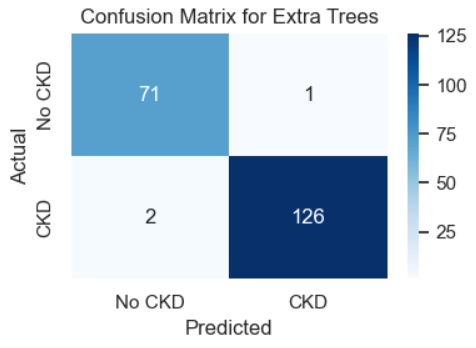 Confusion Matrix for Extra Trees
Actual
No CKD
71
1
CKD
2
126
No CKD
CKD
Predicted
125
100
75
50
25